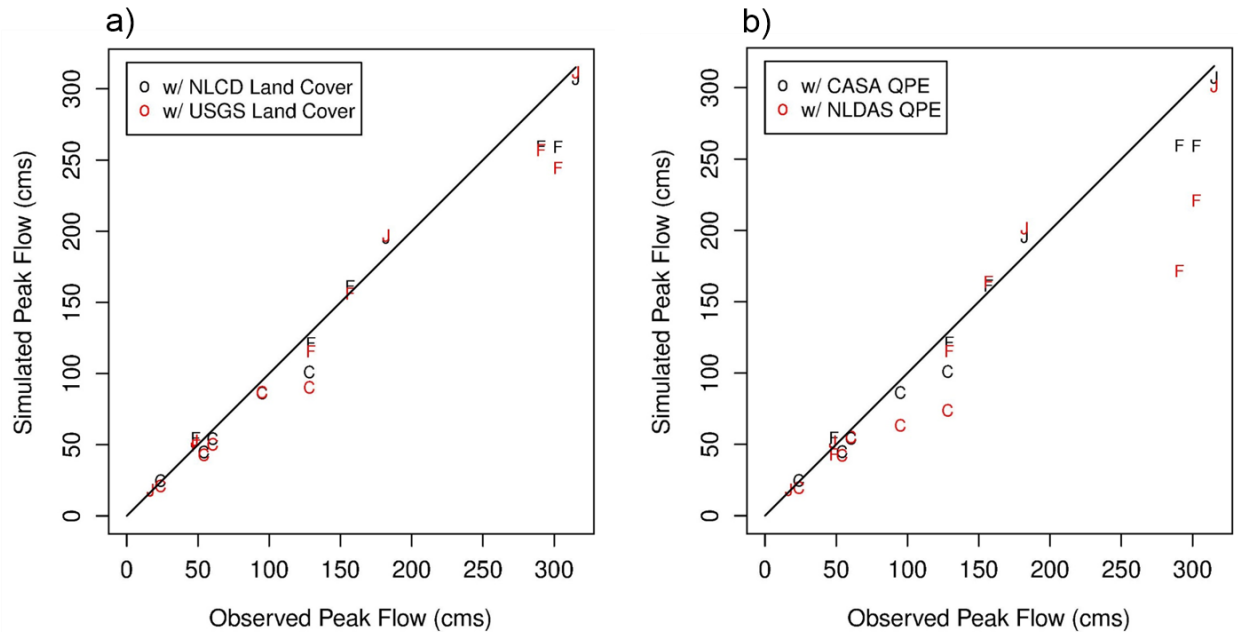 a)
o w/ NLCD Land Cover
o w/ USGS Land Cover
Simulated Peak Flow (cms)
0 50 100 150 200 250 300
0 50 100 150 200 250 300
Observed Peak Flow (cms)
J
J
F
F
F
F
J
F
F
F
F
C
C
C
F
C
C
C
C
J
b)
o w/ CASA QPE
o w/ NLDAS QPE
Simulated Peak Flow (cms)
0 50 100 150 200 250 300
0 50 100 150 200 250 300
Observed Peak Flow (cms)
J
J
F
F
F
F
J
J
F
F
F
F
C
C
C
C
F
F
C
C
C
C
J